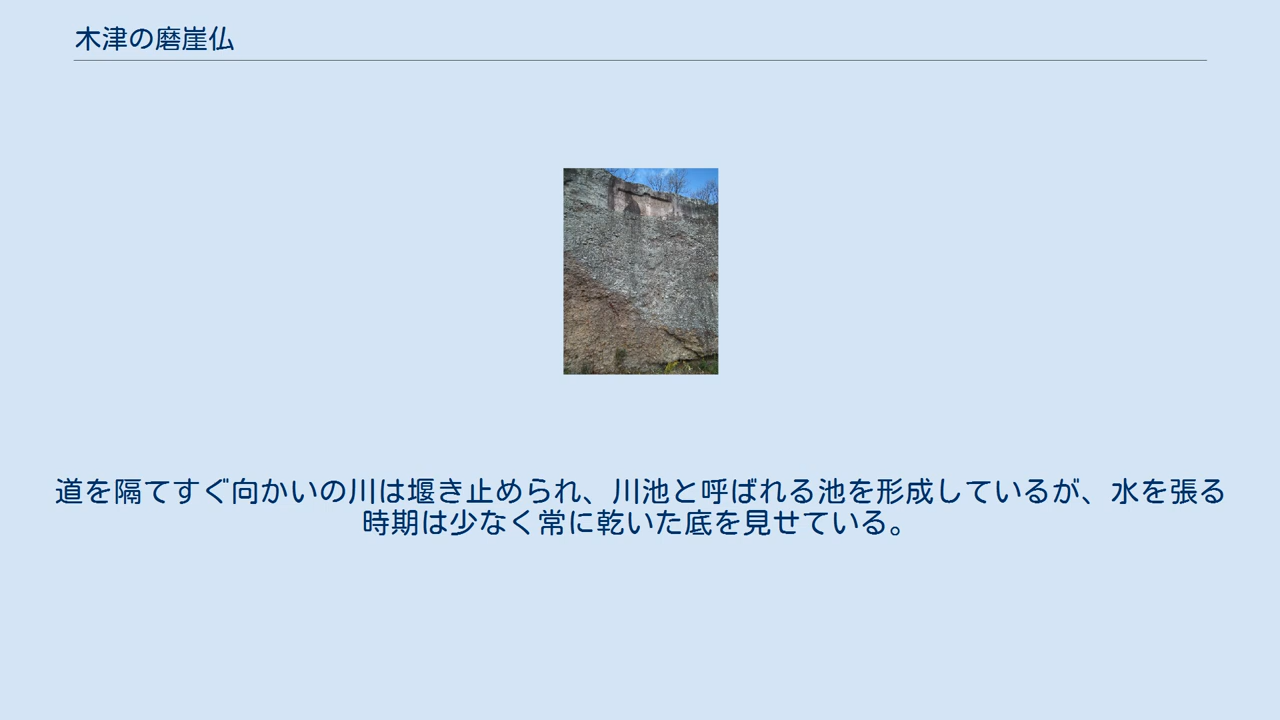 木津の磨崖仏
道を隔てすぐ向かいの川は堰き止められ、川池と呼ばれる池を形成しているが、水を張る
時期は少なく常に乾いた底を見せている。